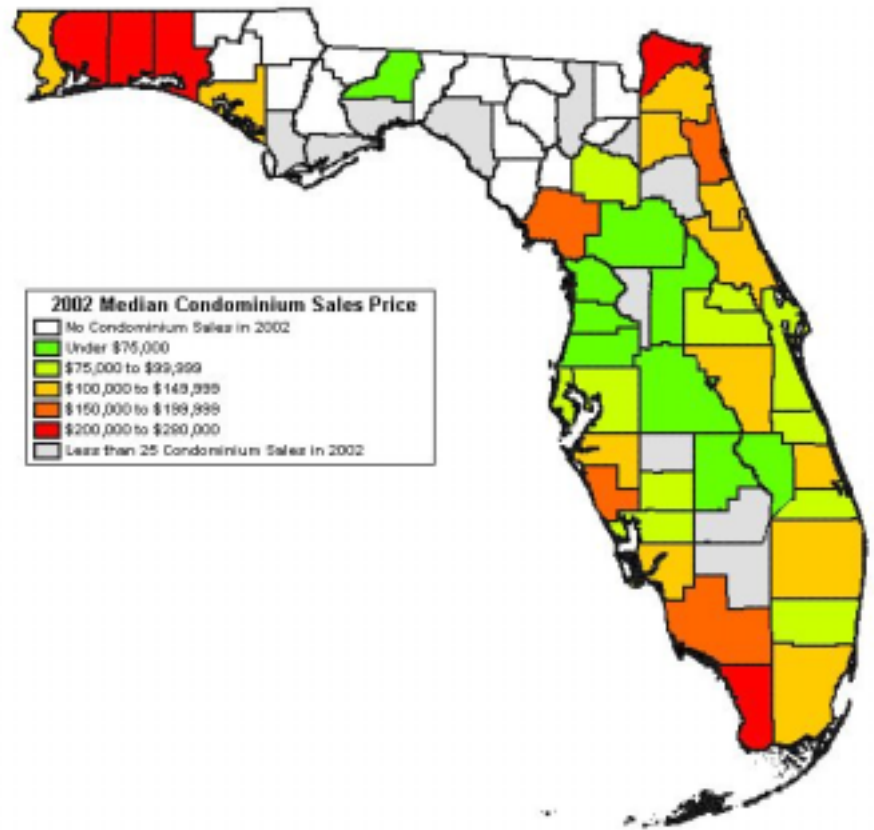 2002 Median Condominium Sales Price
No Condominium Sales in 2002
Under $75,000
$75,000 to $99,999
$100,000 to $149,999
$150,000 to $199,999
$200,000 to $280,000
Less than 25 Condominium Sales in 2002